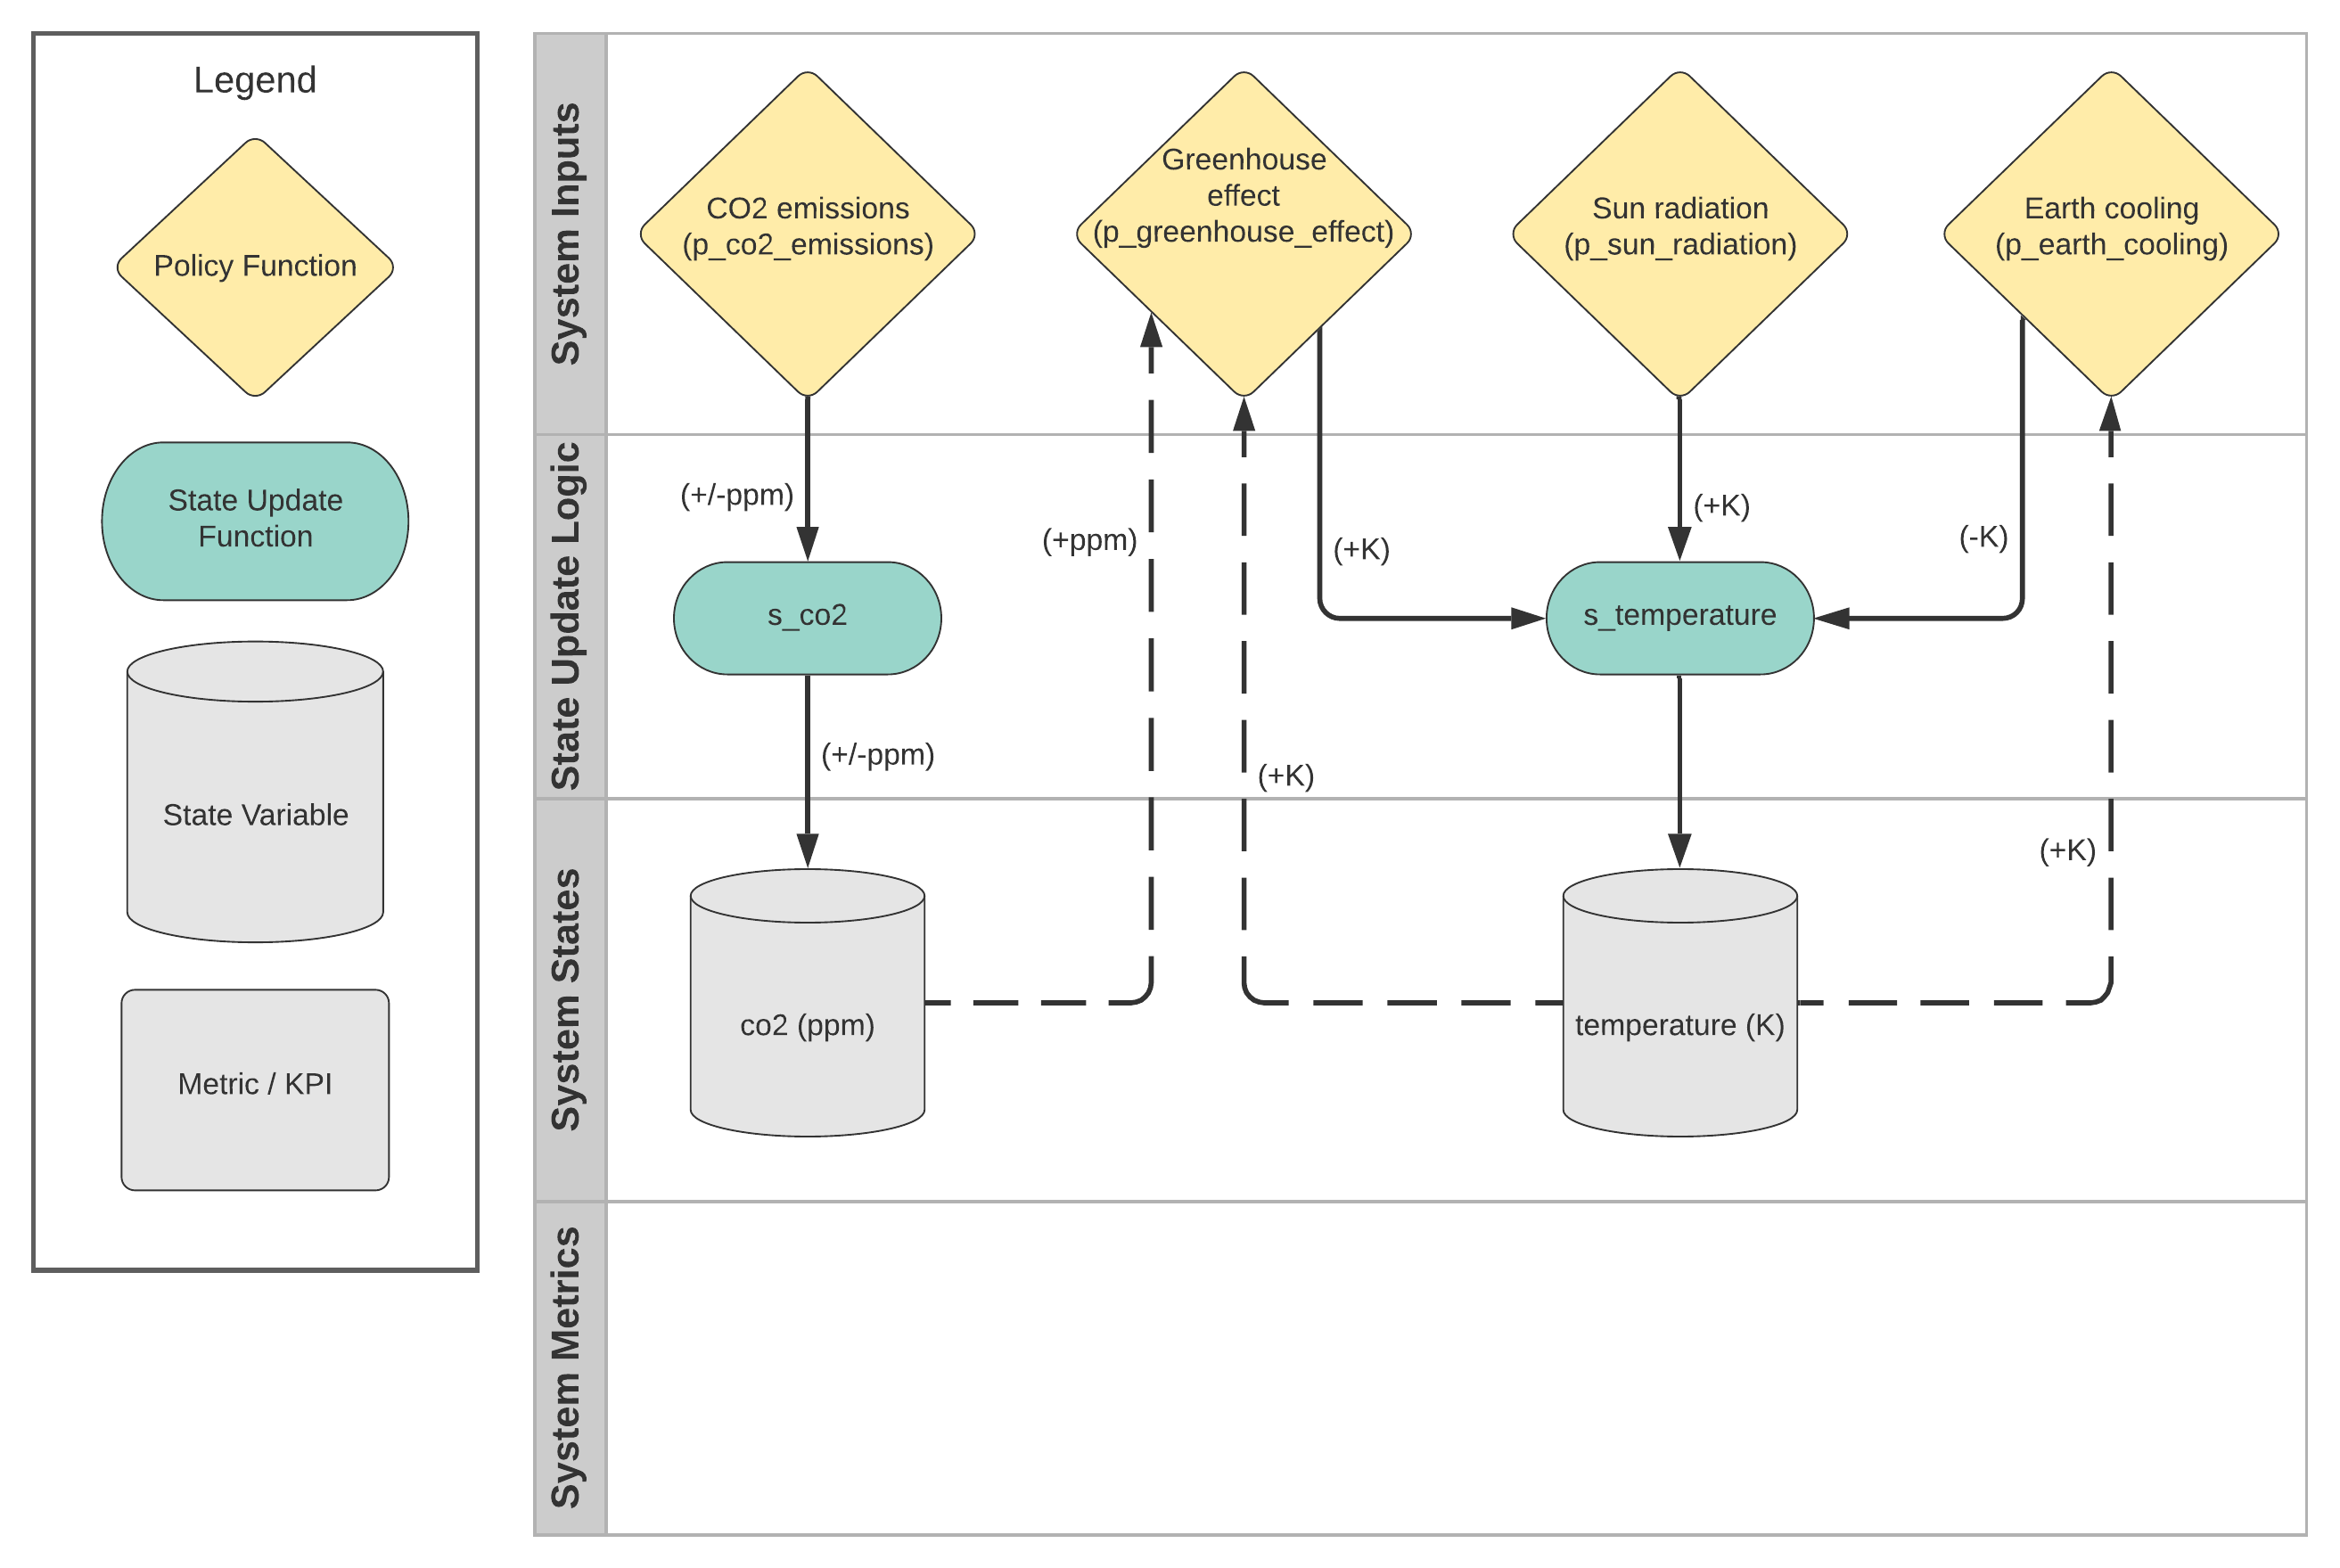 Legend
Policy Function
State Update
Function
State Variable
Metric / KPI
System Inputs
CO2 emissions
(p_co2_emissions)
Greenhouse
effect
(p_greenhouse_effect)
Sun radiation
(p_sun_radiation)
Earth cooling
(p_earth_cooling)
State Update Logic
(+/-ppm)
(+ppm)
(+K)
(+K)
(-K)
s_co2
s_temperature
(+/-ppm)
(+K)
System States
(+K)
co2 (ppm)
temperature (K)
System Metrics